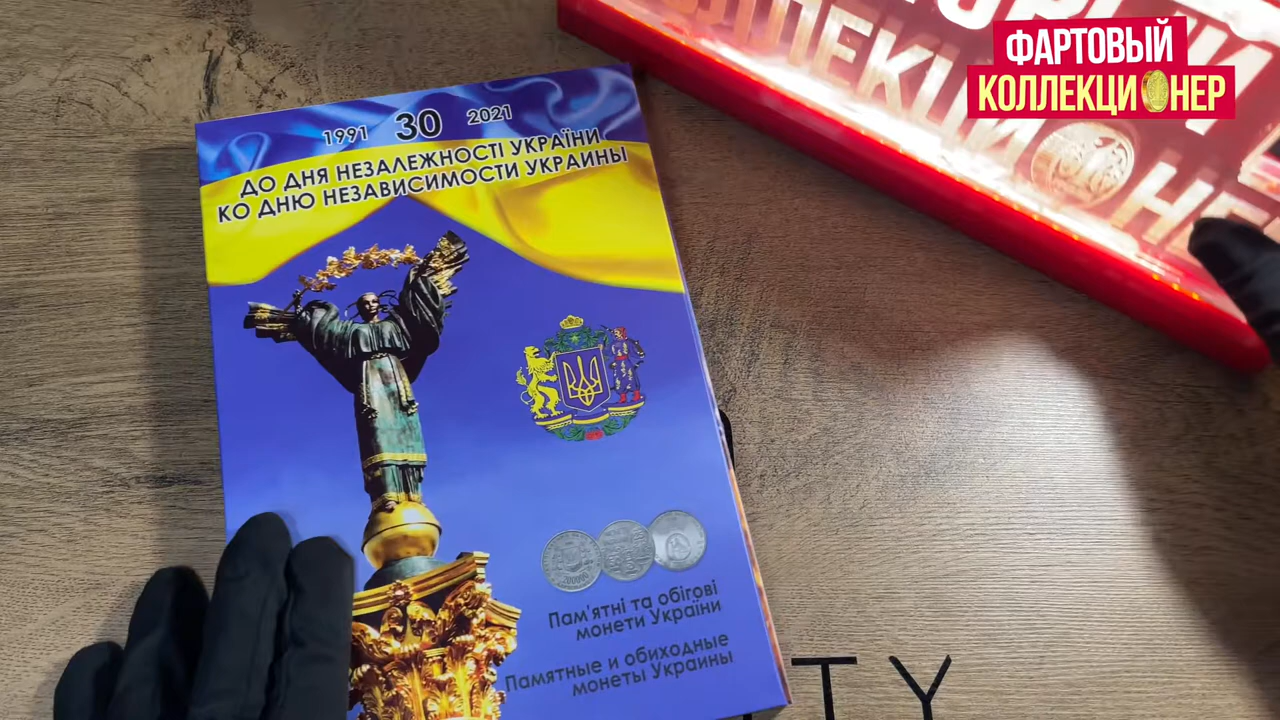 1991 30 2021
ДО ДНЯ НЕЗАЛЕЖНОСТІ УКРАЇНИ
КО ДНЮ НЕЗАВИСИМОСТИ УКРАИНЫ
Пам'ятні та обігові
монети України
Памятные и обиходные
монеты Украины
ФАРТОВЫЙ
КОЛЛЕКЦИОНЕР
TY